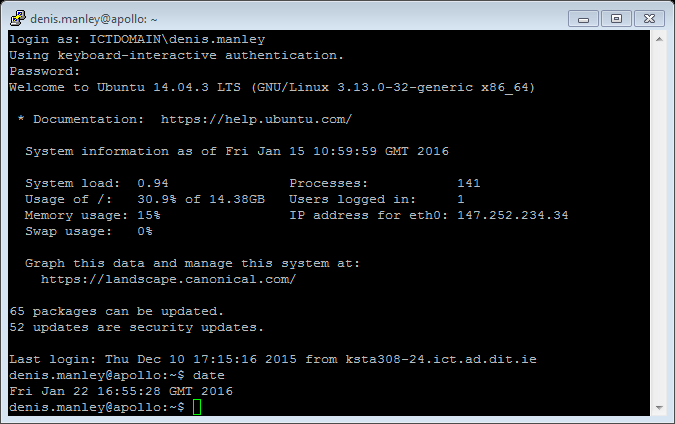 denis.manley@apollo: ~
login as: ICTDOMAIN\denis.manley
Using keyboard-interactive authentication.
Password:
Welcome to Ubuntu 14.04.3 LTS (GNU/Linux 3.13.0-32-generic x86_64)
* Documentation:  https://help.ubuntu.com/
System information as of Fri Jan 15 10:59:59 GMT 2016
System load:  0.94               Processes:           141
Usage of /:   30.9% of 14.38GB   Users logged in:     1
Memory usage: 15%                IP address for eth0: 147.252.234.34
Swap usage:   0%
Graph this data and manage this system at:
https://landscape.canonical.com/
65 packages can be updated.
52 updates are security updates.
Last login: Thu Dec 10 17:15:16 2015 from ksta308-24.ict.ad.dit.ie
denis.manley@apollo:~$ date
Fri Jan 22 16:55:28 GMT 2016
denis.manley@apollo:~$